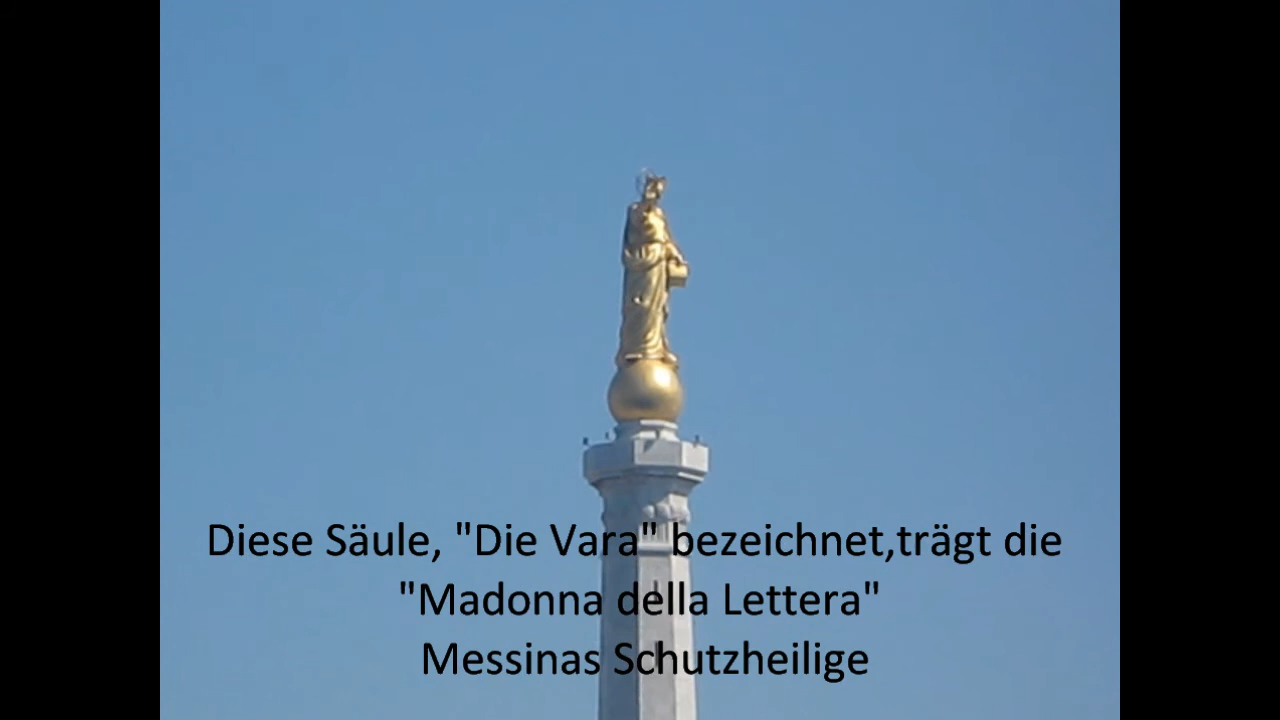 Diese Säule, "Die Vara" bezeichnet,trägt die
"Madonna della Lettera"
Messinas Schutzheilige